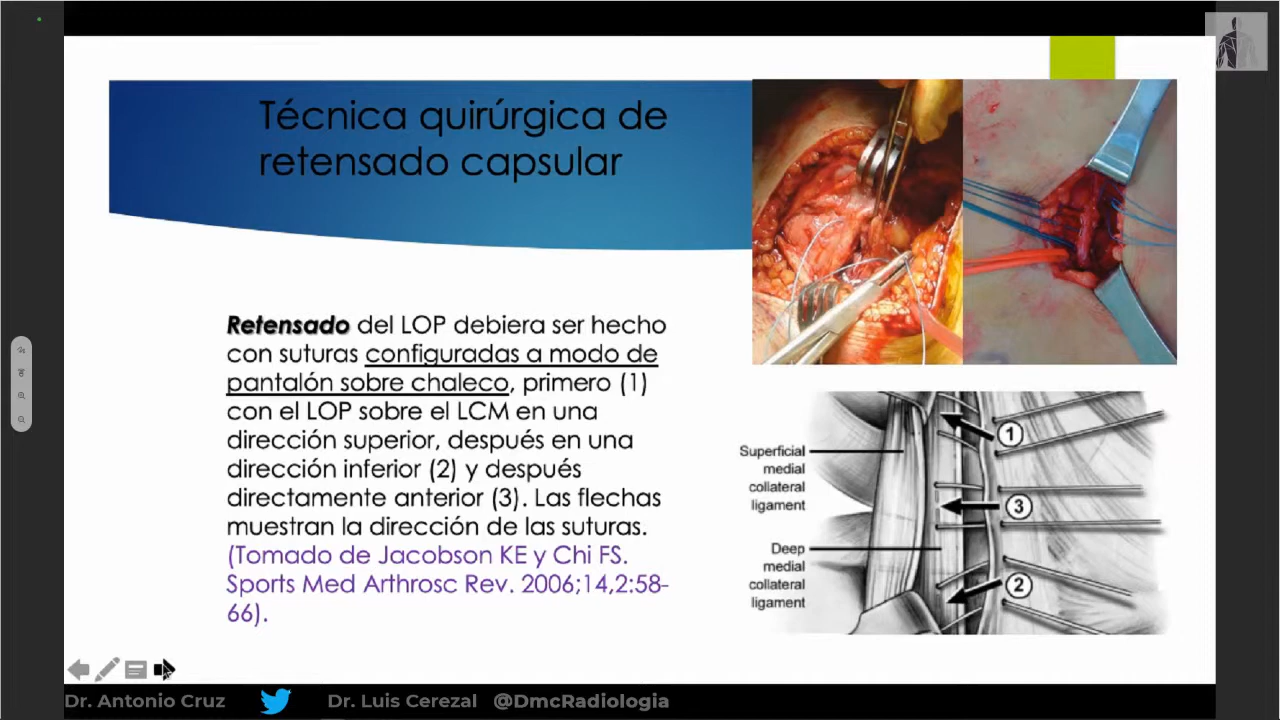 Técnica quirúrgica de
retensado capsular
Retensado del LOP debiera ser hecho
con suturas configuradas a modo de
pantalón sobre chaleco, primero (1)
con el LOP sobre el LCM en una
dirección superior, después en una
dirección inferior (2) y después
directamente anterior (3). Las flechas
muestran la dirección de las suturas.
(Tomado de Jacobson KE y Chi FS.
Sports Med Arthrosc Rev. 2006;14,2:58-
66).
Superficial
medial
collateral
ligament
Deep
medial
collateral
ligament
1
3
2
Dr. Antonio Cruz
Dr. Luis Cerezal @DmcRadiologia